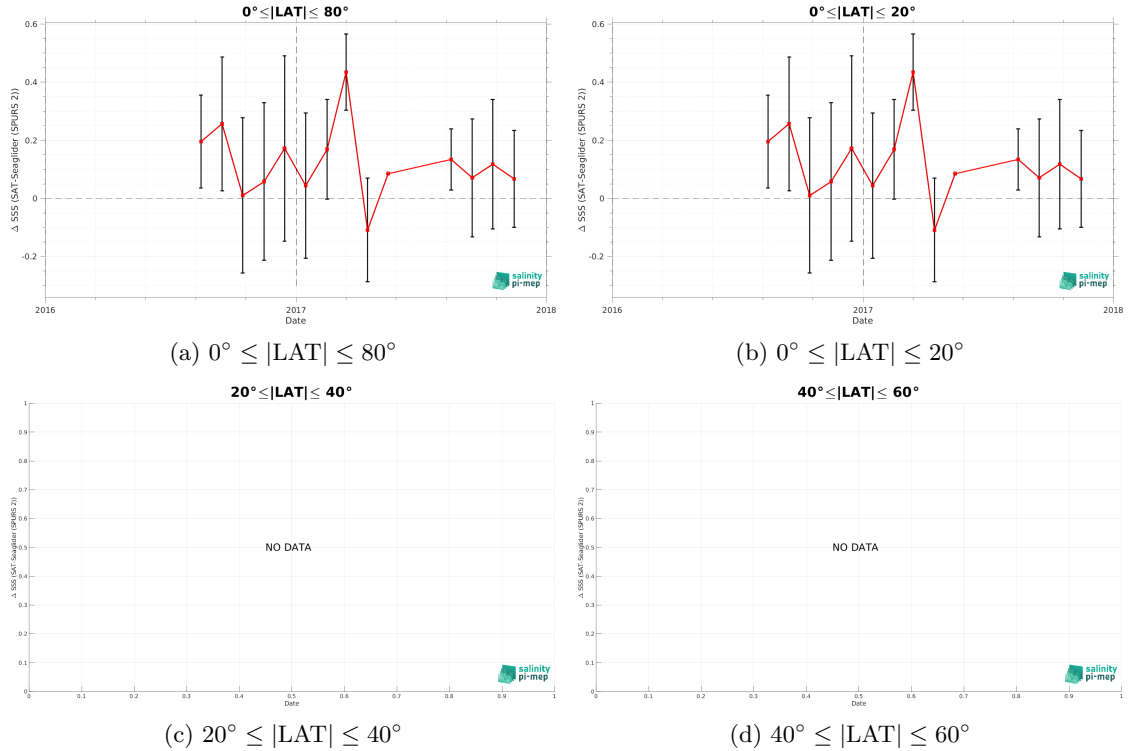 0°≤|LAT|≤ 80°
Δ SSS (SAT-Seaglider (SPURS 2))
0.6
0.4
0.2
0
-0.2
2016
2017
2018
Date
salinity
pi-mep
(a) 0° ≤ |LAT| ≤ 80°
0°≤|LAT|≤ 20°
Δ SSS (SAT-Seaglider (SPURS 2))
0.6
0.4
0.2
0
-0.2
2016
2017
2018
Date
salinity
pi-mep
(b) 0° ≤ |LAT| ≤ 20°
20°≤|LAT|≤ 40°
Δ SSS (SAT-Seaglider (SPURS 2))
1
0.9
0.8
0.7
0.6
0.5
0.4
0.3
0.2
0.1
0
NO DATA
0 0.1 0.2 0.3 0.4 0.5 0.6 0.7 0.8 0.9 1
Date
salinity
pi-mep
(c) 20° ≤ |LAT| ≤ 40°
40°≤|LAT|≤ 60°
Δ SSS (SAT-Seaglider (SPURS 2))
1
0.9
0.8
0.7
0.6
0.5
0.4
0.3
0.2
0.1
0
NO DATA
0 0.1 0.2 0.3 0.4 0.5 0.6 0.7 0.8 0.9 1
Date
salinity
pi-mep
(d) 40° ≤ |LAT| ≤ 60°